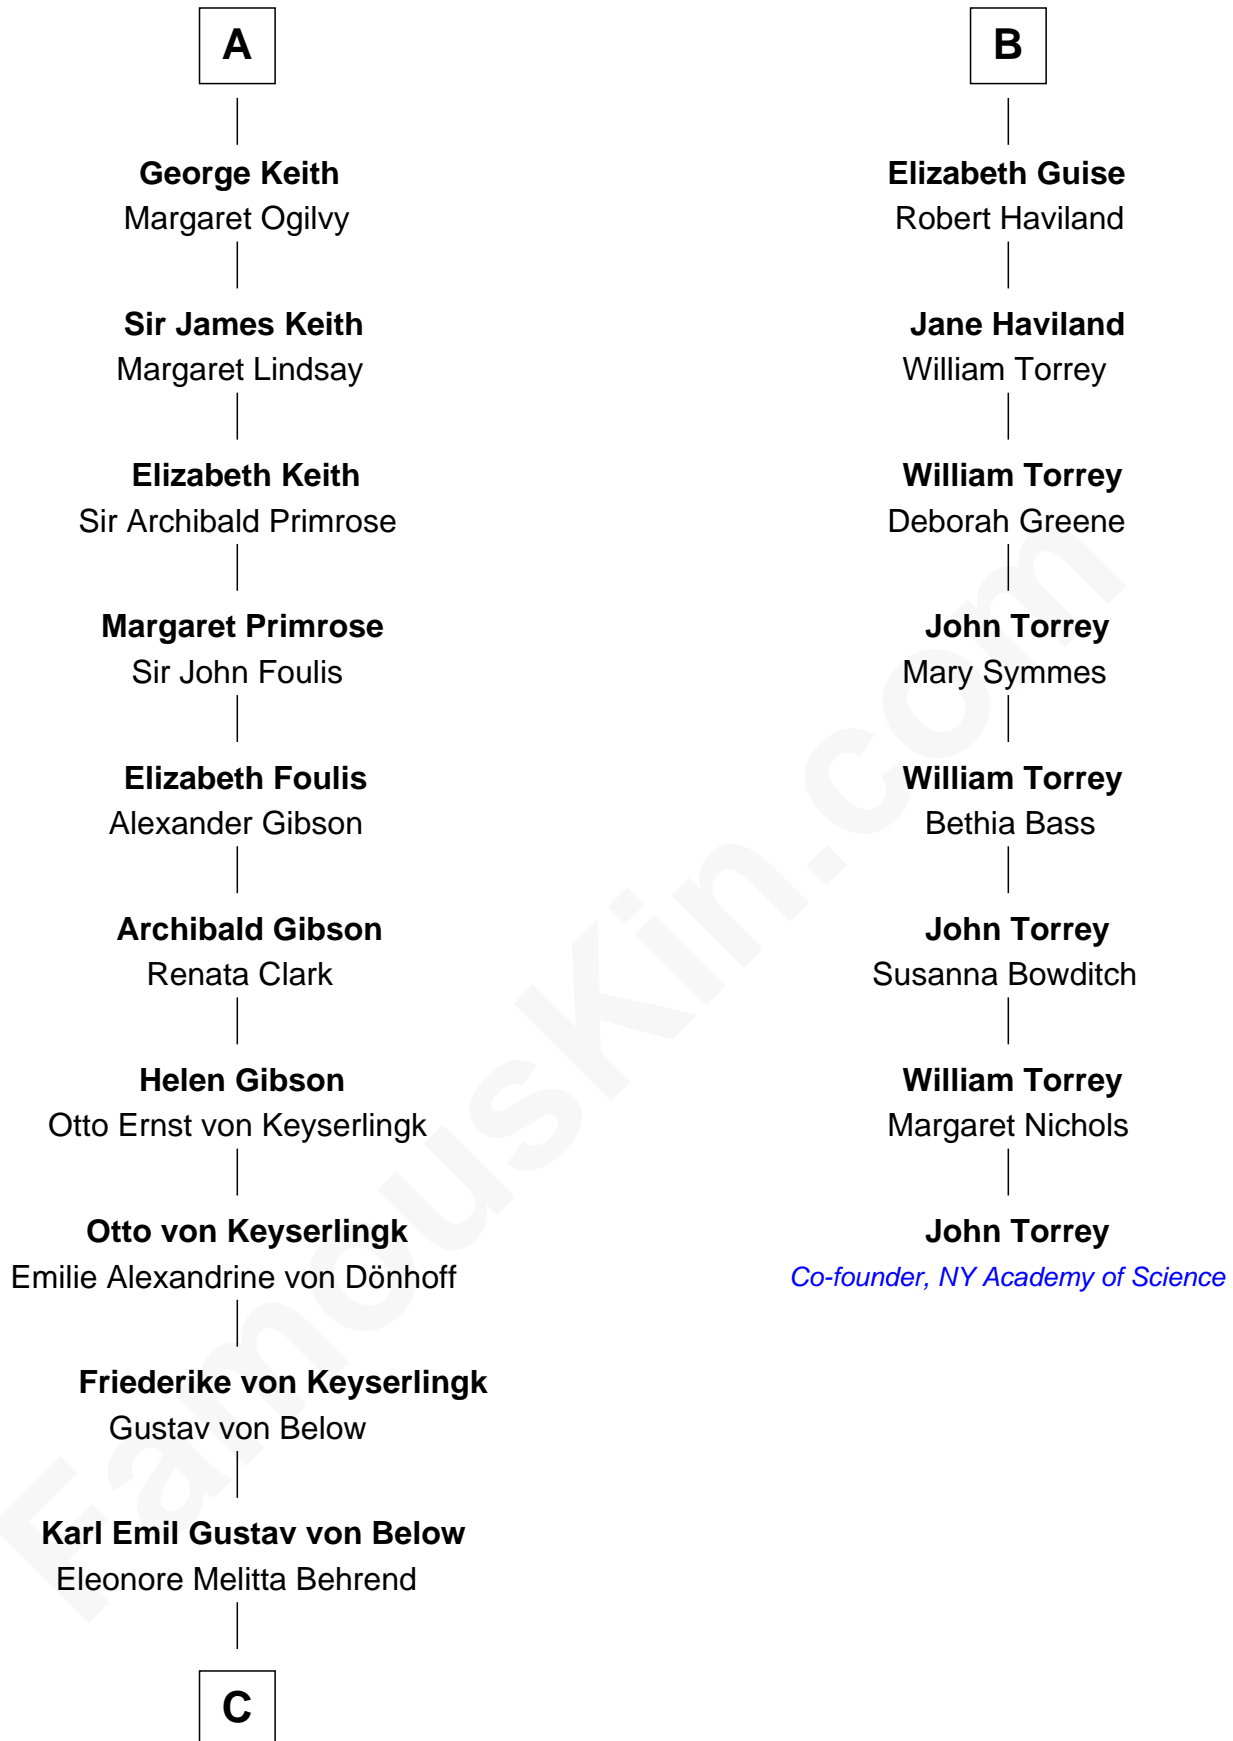 A
George Keith
Margaret Ogilvy
Sir James Keith
Margaret Lindsay
Elizabeth Keith
Sir Archibald Primrose
Margaret Primrose
Sir John Foulis
Elizabeth Foulis
Alexander Gibson
Archibald Gibson
Renata Clark
Helen Gibson
Otto Ernst von Keyserlingk
Otto von Keyserlingk
Emilie Alexandrine von Dönhoff
Friederike von Keyserlingk
Gustav von Below
Karl Emil Gustav von Below
Eleonore Melitta Behrend
C
B
Elizabeth Guise
Robert Haviland
Jane Haviland
William Torrey
William Torrey
Deborah Greene
John Torrey
Mary Symmes
William Torrey
Bethia Bass
John Torrey
Susanna Bowditch
William Torrey
Margaret Nichols
John Torrey
Co-founder, NY Academy of Science
FamousKin.com